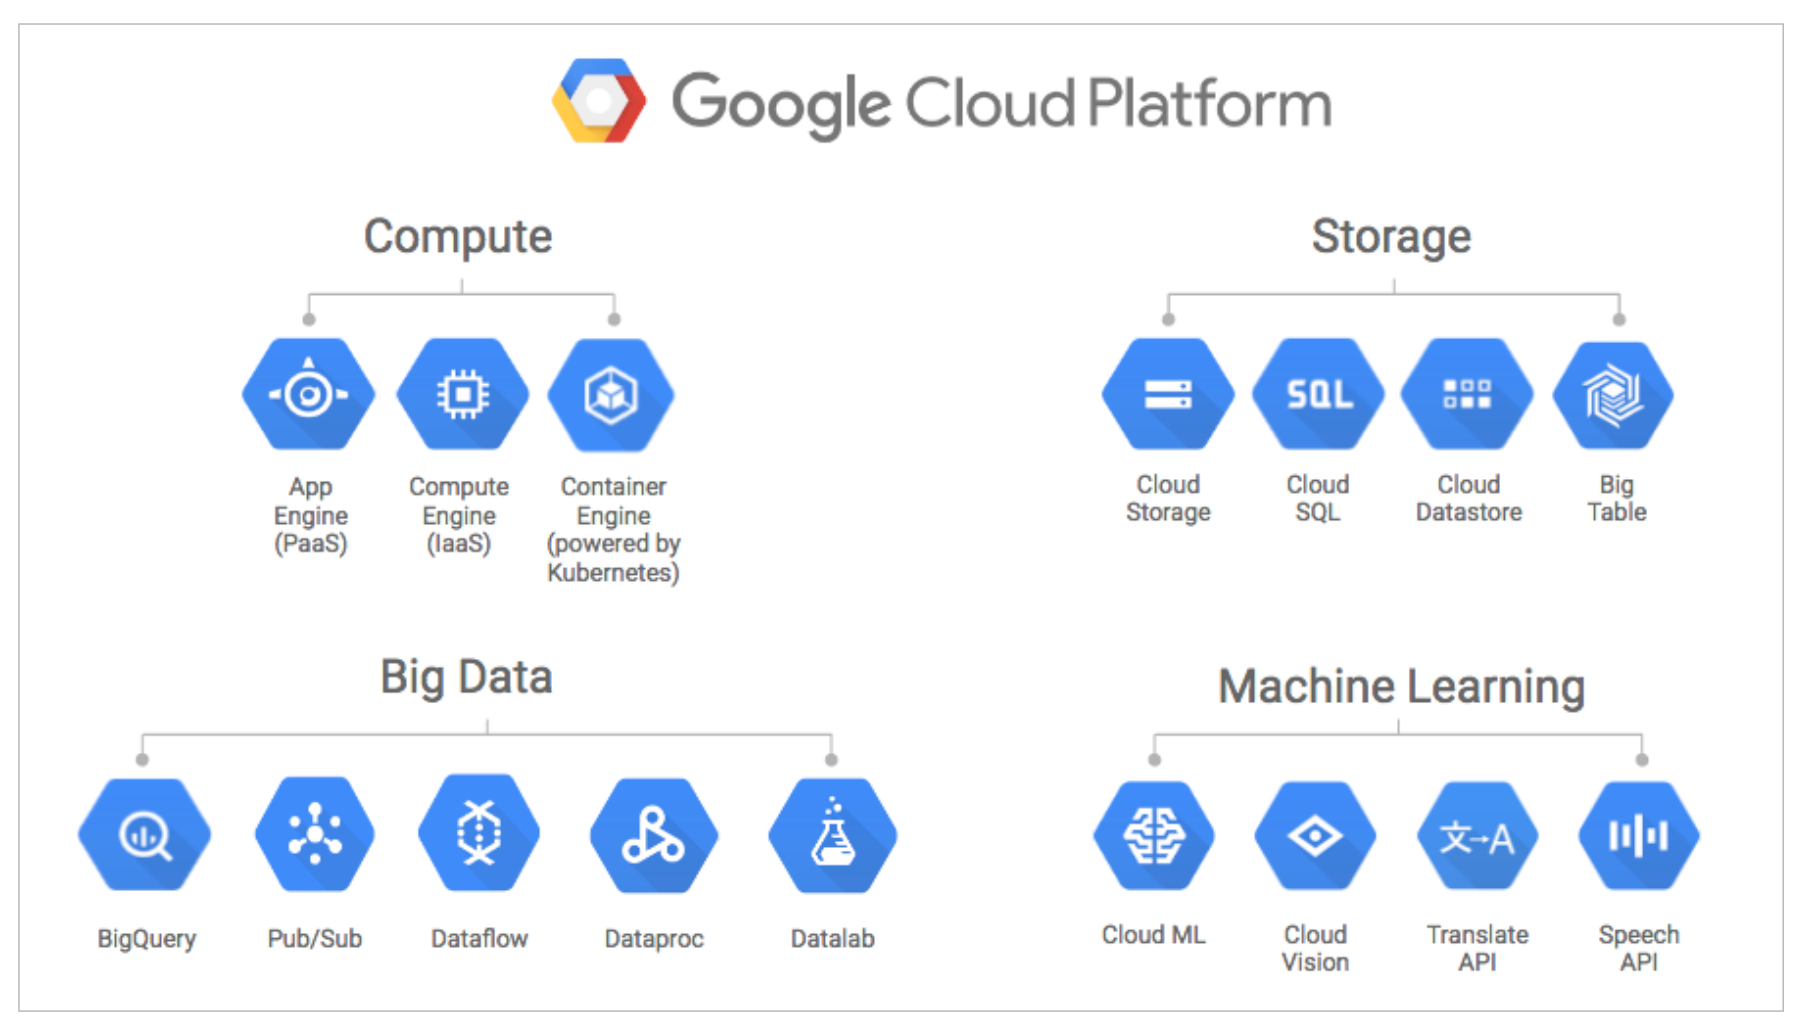 Google Cloud Platform
Compute
App
Engine
(PaaS)
Compute
Engine
(IaaS)
Container
Engine
(powered by
Kubernetes)
Storage
Cloud
Storage
SQL
Cloud
SQL
Cloud
Datastore
Big
Table
Big Data
BigQuery
Pub/Sub
Dataflow
Dataproc
Datalab
Machine Learning
Cloud ML
Cloud
Vision
文→A
Translate
API
Speech
API